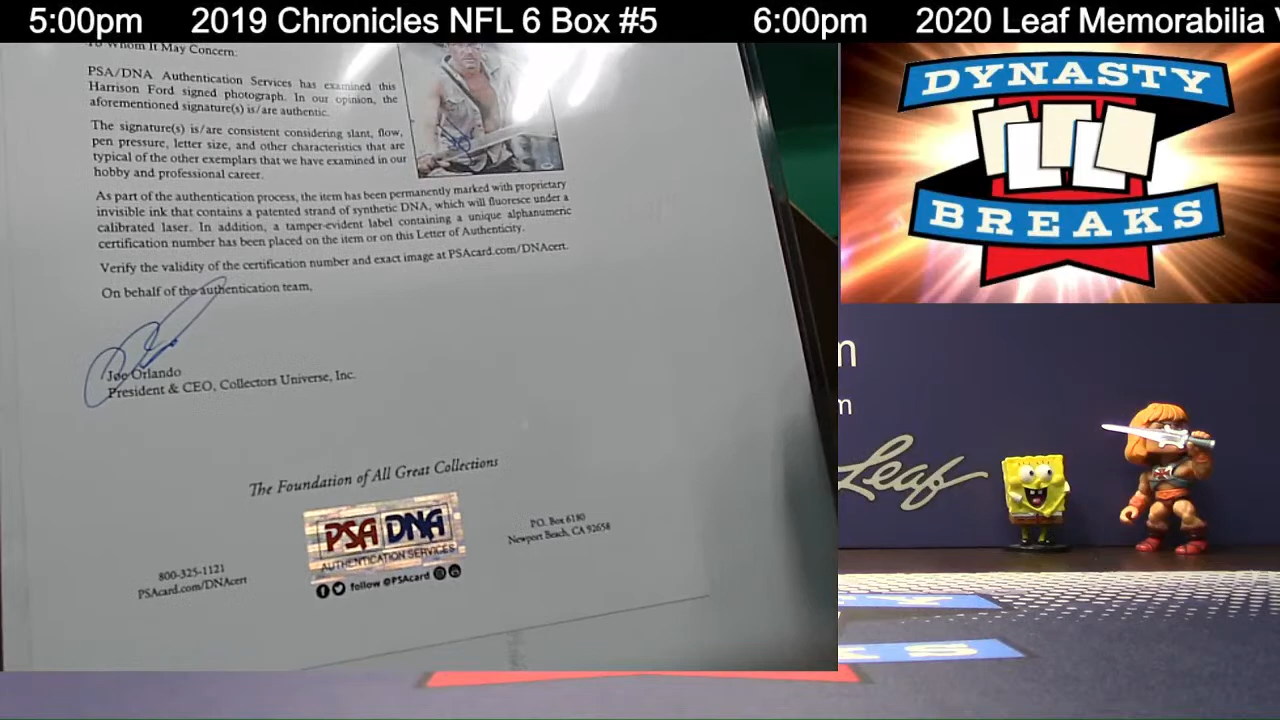 5:00pm 2019 Chronicles NFL 6 Box #5 6:00pm 2020 Leaf Memorabilia
To Whom It May Concern:
PSA/DNA Authentication Services has examined this
Harrison Ford signed photograph. In our opinion, the
aforementioned signature(s) is/are authentic.
The signature(s) is/are consistent considering slant, flow,
pen pressure, letter size, and other characteristics that are
typical of the other exemplars that we have examined in our
hobby and professional career.
As part of the authentication process, the item has been permanently marked with proprietary
invisible ink that contains a patented strand of synthetic DNA, which will fluoresce under a
calibrated laser. In addition, a tamper-evident label containing a unique alphanumeric
certification number has been placed on the item or on this Letter of Authenticity.
Verify the validity of the certification number and exact image at PSAcard.com/DNAcert.
On behalf of the authentication team,
Joe Orlando
President & CEO, Collectors Universe, Inc.
The Foundation of All Great Collections
PSA DNA
AUTHENTICATION SERVICES
follow @PSAcard
800-325-1121
PSAcard.com/DNAcert
P.O. Box 6180
Newport Beach, CA 92658
DYNASTY
BREAKS
m
m
Leaf